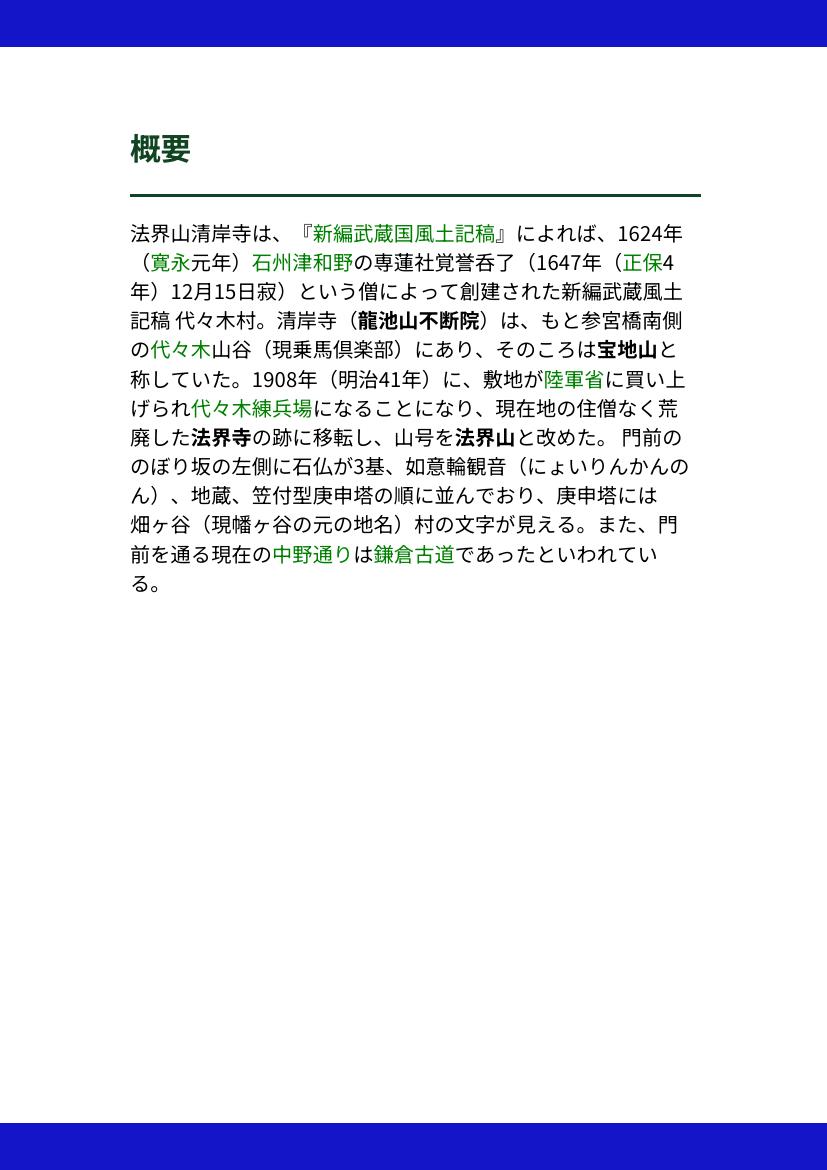 概要
法界山清岸寺は、『新編武蔵国風土記稿』によれば、1624年
（寛永元年）石州津和野の専蓮社覚誉呑了（1647年（正保4
年）12月15日寂）という僧によって創建された新編武蔵風土
記稿 代々木村。清岸寺（龍池山不断院）は、もと参宮橋南側
の代々木山谷（現乗馬倶楽部）にあり、そのころは宝地山と
称していた。1908年（明治41年）に、敷地が陸軍省に買い上
げられ代々木練兵場になることになり、現在地の住僧なく荒
廃した法界寺の跡に移転し、山号を法界山と改めた。 門前の
のぼり坂の左側に石仏が3基、如意輪観音（にょいりんかんの
ん）、地蔵、笠付型庚申塔の順に並んでおり、庚申塔には
畑ヶ谷（現幡ヶ谷の元の地名）村の文字が見える。また、門
前を通る現在の中野通りは鎌倉古道であったといわれてい
る。